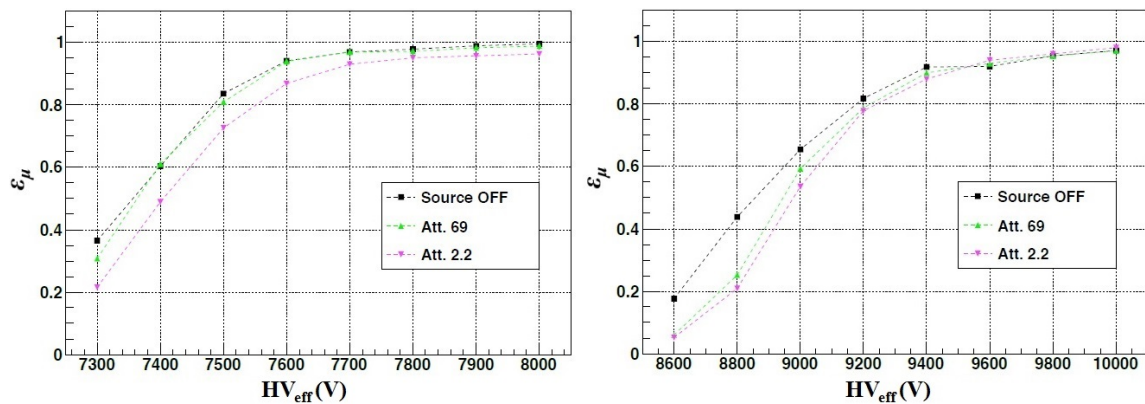 1
0.8
0.6
0.4
0.2
0
εμ
Source OFF
Att. 69
Att. 2.2
7300 7400 7500 7600 7700 7800 7900 8000
HVeff (V)
1
0.8
0.6
0.4
0.2
0
εμ
Source OFF
Att. 69
Att. 2.2
8600 8800 9000 9200 9400 9600 9800 10000
HVeff (V)